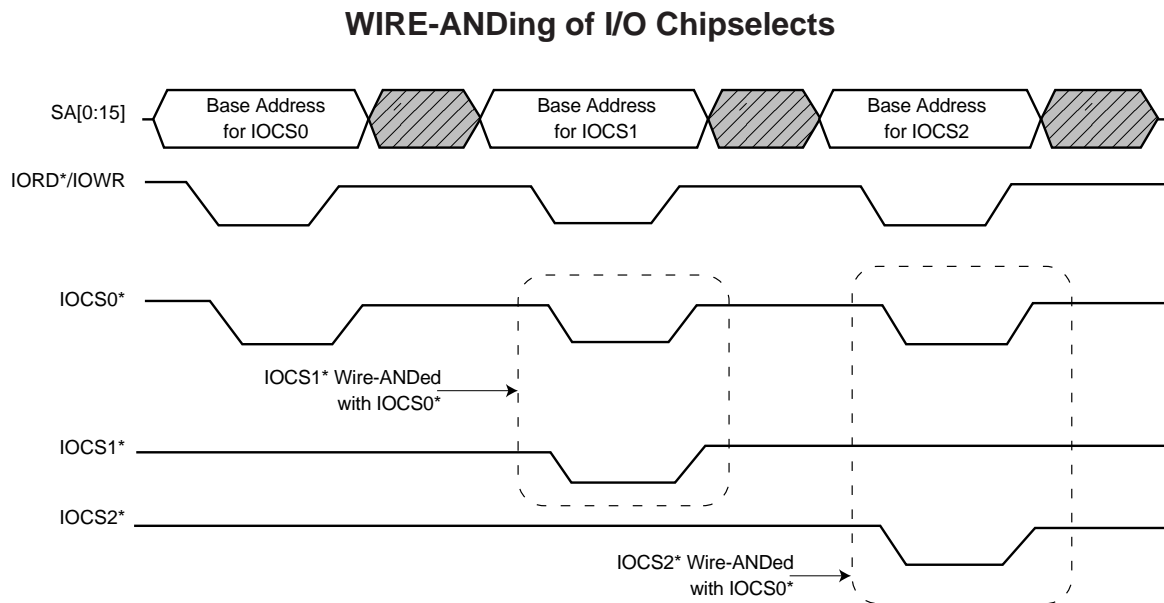 WIRE-ANDing of I/O Chipselects
SA[0:15]
Base Address
for IOCS0
Base Address
for IOCS1
Base Address
for IOCS2
IORD*/IOWR
IOCS0*
IOCS1* Wire-ANDed
with IOCS0*
IOCS1*
IOCS2*
IOCS2* Wire-ANDed
with IOCS0*